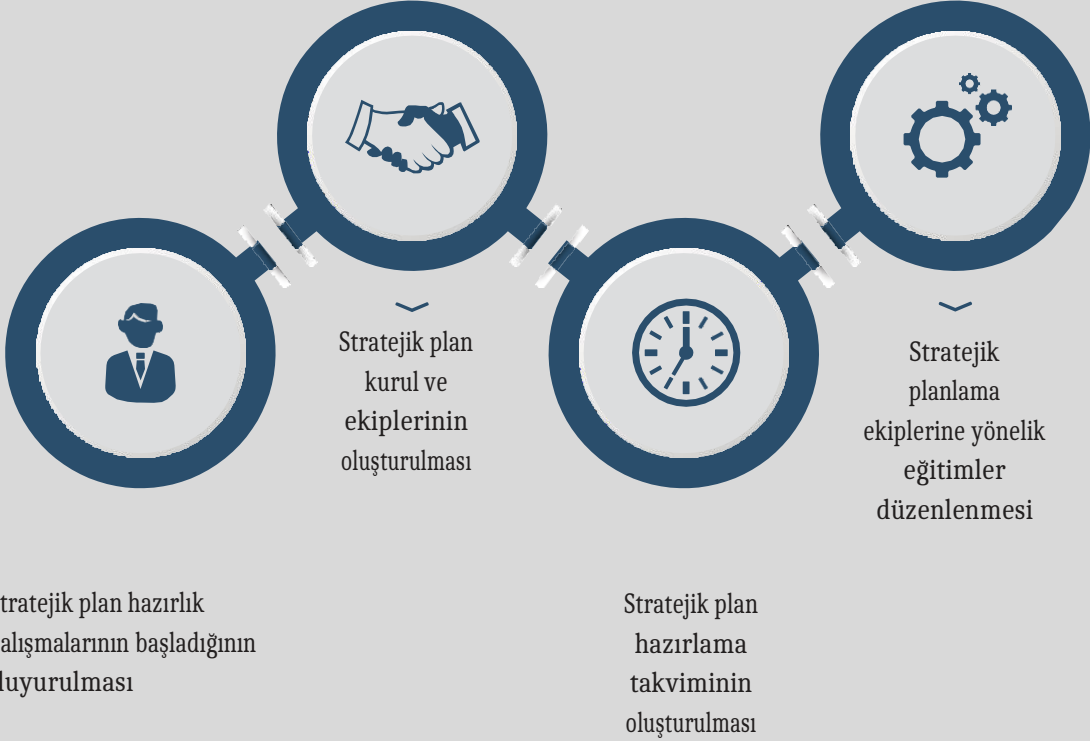 tratejik plan hazırlık
alışmalarının başladığının
duyurulması
Stratejik plan
kurul ve
ekiplerinin
oluşturulması
Stratejik plan
hazırlama
takviminin
oluşturulması
Stratejik
planlama
ekiplerine yönelik
eğitimler
düzenlenmesi